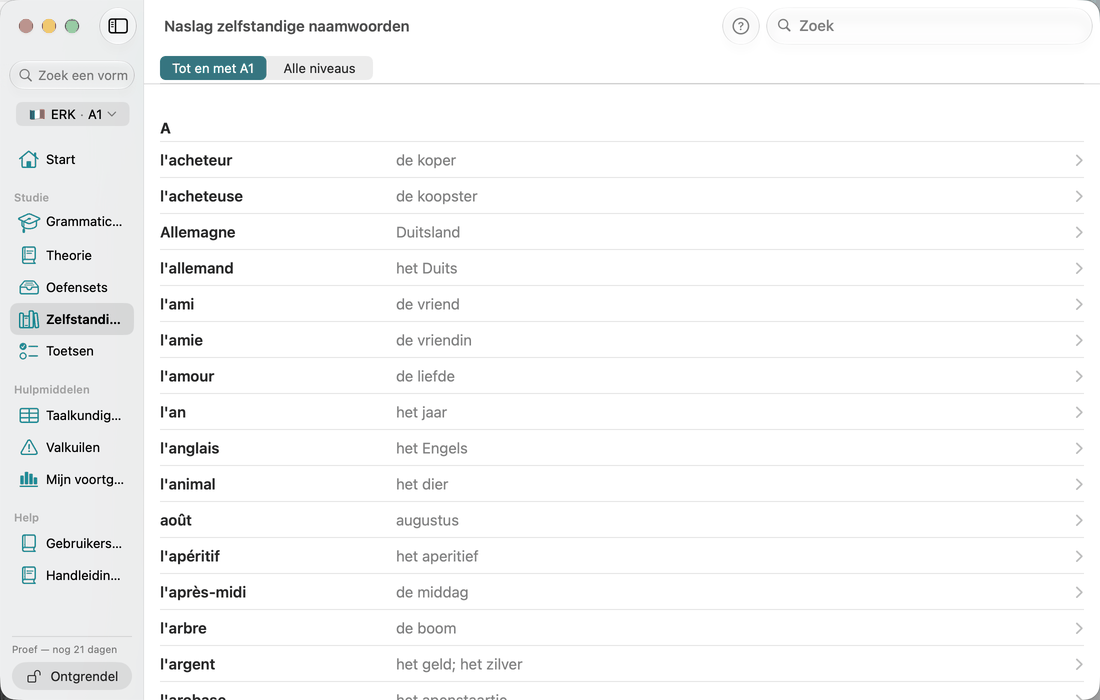 Naslag zelfstandige naamwoorden
Zoek
Zoek een vorm
Tot en met A1
Alle niveaus
ERK · A1
Start
Studie
Grammatic...
Theorie
Oefensets
Zelfstandi...
Toetsen
Hulpmiddelen
Taalkundig...
Valkuilen
Mijn voortg...
Help
Gebruikers...
Handleidin...
Proef — nog 21 dagen
Ontgrendel
A
l'acheteur de koper
l'acheteuse de koopster
Allemagne Duitsland
l'allemand het Duits
l'ami de vriend
l'amie de vriendin
l'amour de liefde
l'an het jaar
l'anglais het Engels
l'animal het dier
août augustus
l'apéritif het aperitief
l'après-midi de middag
l'arbre de boom
l'argent het geld; het zilver
l'arobase het apenstaartje